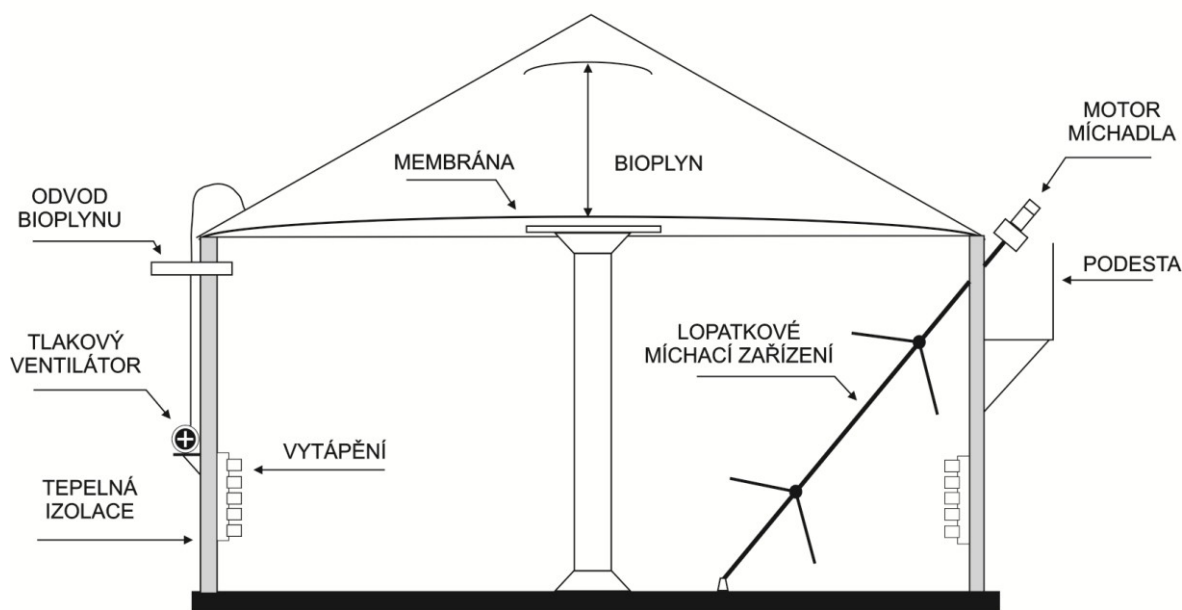 MOTOR
MÍCHADLA
MEMBRÁNA
BIOPLYN
ODVOD
BIOPLYNU
PODESTA
TLAKOVÝ
VENTILÁTOR
LOPATKOVÉ
MÍCHACÍ ZAŘÍZENÍ
VYTÁPĚNÍ
TEPELNÁ
IZOLACE